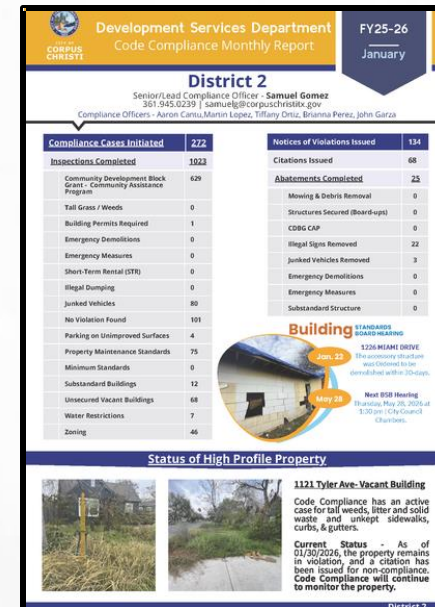 CITY OF
CORPUS
CHRISTI
Development Services Department
Code Compliance Monthly Report
FY25-26
January
District 2
Senior/Lead Compliance Officer - Samuel Gomez
361.945.0239 | samuelg@corpuschristitx.gov
Compliance Officers - Aaron Cantu,Martin Lopez, Tiffany Ortiz, Brianna Perez, John Garza
Compliance Cases Initiated 272
Inspections Completed 1023
Community Development Block
Grant - Community Assistance
Program 629
Tall Grass / Weeds 0
Building Permits Required 1
Emergency Demolitions 0
Emergency Measures 0
Short-Term Rental (STR) 0
Illegal Dumping 0
Junked Vehicles 80
No Violation Found 101
Parking on Unimproved Surfaces 4
Property Maintenance Standards 75
Minimum Standards 0
Substandard Buildings 12
Unsecured Vacant Buildings 68
Water Restrictions 7
Zoning 46
Notices of Violations Issued 134
Citations Issued 68
Abatements Completed 25
Mowing & Debris Removal 0
Structures Secured (Board-ups) 0
CDBG CAP 0
Illegal Signs Removed 22
Junked Vehicles Removed 3
Emergency Demolitions 0
Emergency Measures 0
Substandard Structure 0
Building STANDARDS
BOARD HEARING
Jan. 22
1226 MIAMI DRIVE
The accessory structure
was Ordered to be
demolished within 30-days.
May 28
Next BSB Hearing
Thursday, May 28, 2026 at
1:30 pm | City Council
Chambers.
Status of High Profile Property
1121 Tyler Ave- Vacant Building
Code Compliance has an active
case for tall weeds, litter and solid
waste and unkept sidewalks,
curbs, & gutters.
Current Status - As of
01/30/2026, the property remains
in violation, and a citation has
been issued for non-compliance.
Code Compliance will continue
to monitor the property.
District 2